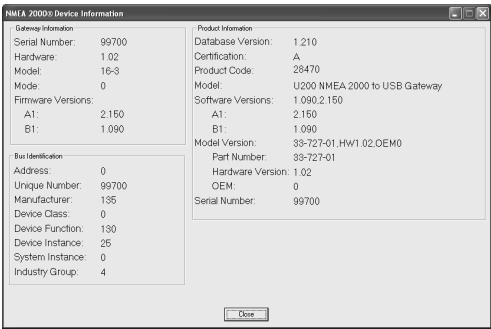 NMEA 2000® Device Information
Gateway Information
Serial Number: 99700
Hardware: 1.02
Model: 16-3
Mode: 0
Firmware Versions:
A1: 2.150
B1: 1.090
Bus Identification
Address: 0
Unique Number: 99700
Manufacturer: 135
Device Class: 0
Device Function: 130
Device Instance: 25
System Instance: 0
Industry Group: 4
Product Information
Database Version: 1.210
Certification: A
Product Code: 28470
Model: U200 NMEA 2000 to USB Gateway
Software Versions: 1.090,2.150
A1: 2.150
B1: 1.090
Model Version: 33-727-01,HW1.02,OEM0
Part Number: 33-727-01
Hardware Version: 1.02
OEM: 0
Serial Number: 99700
Close